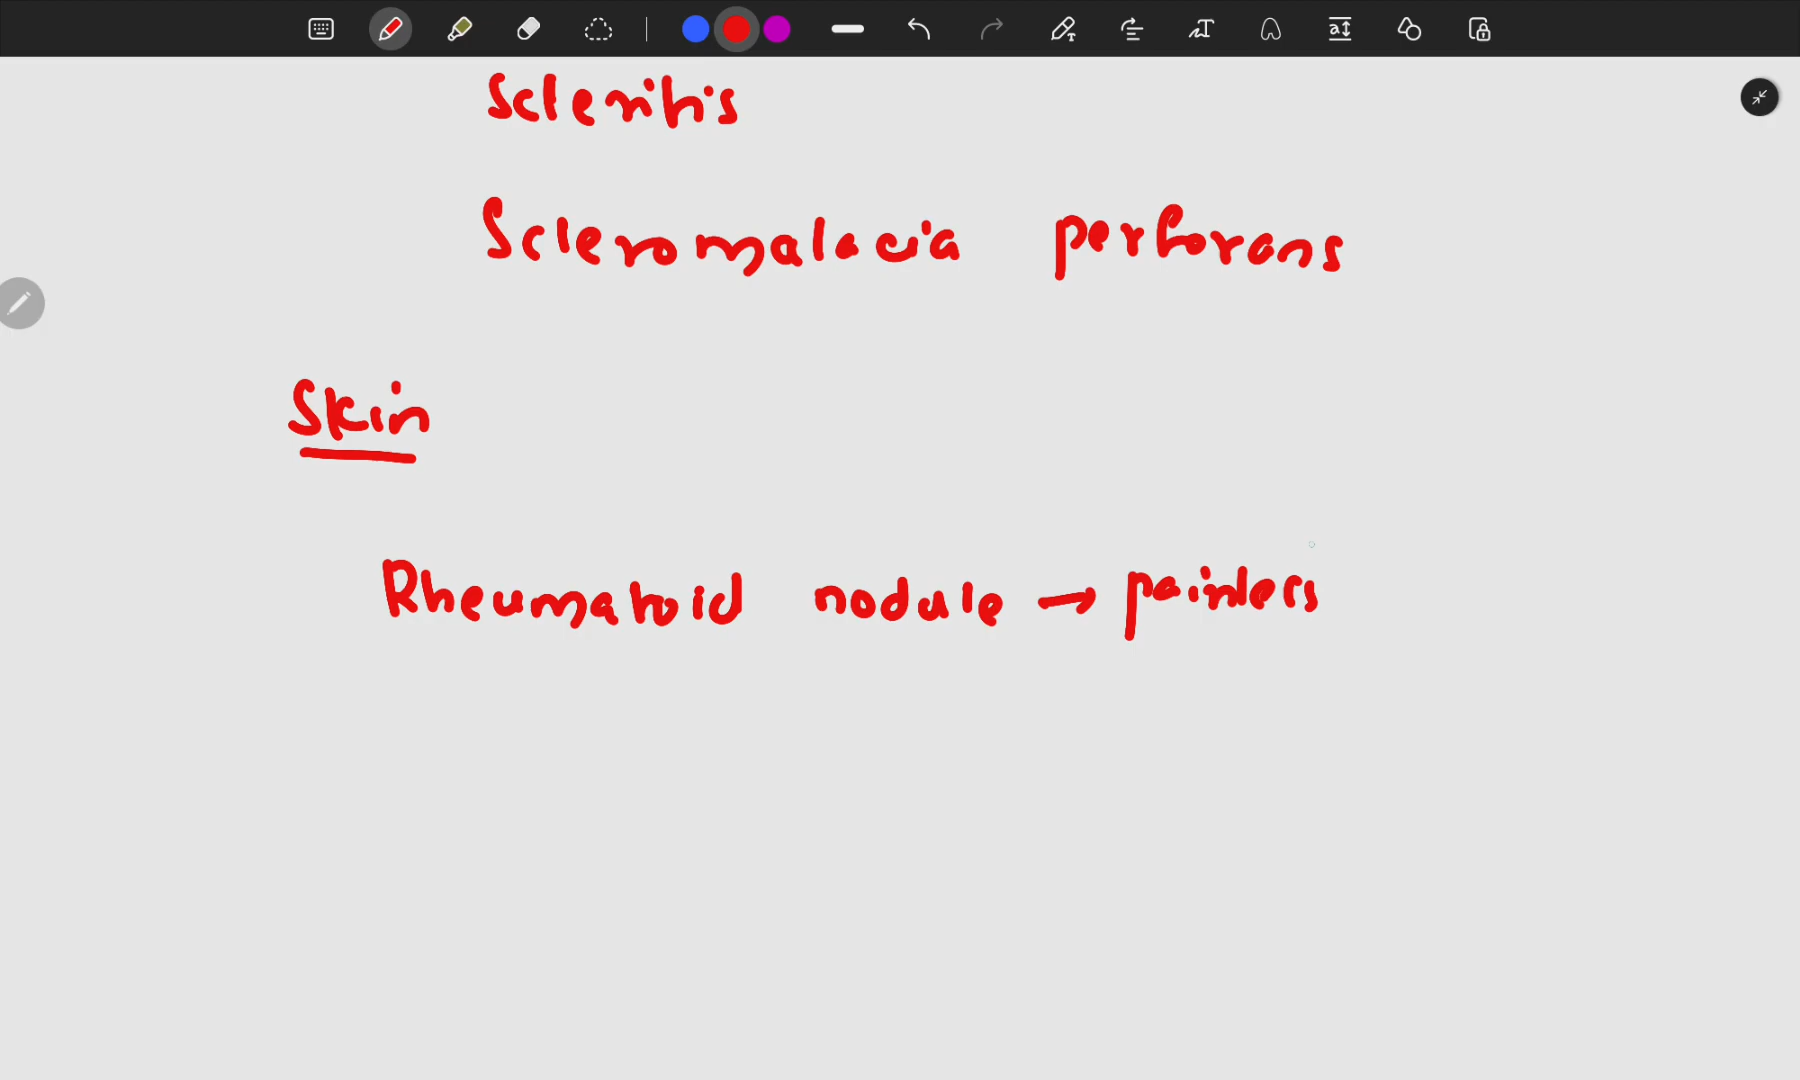 Scleritis
Scleromalacia perforans
Skin
Rheumatoid nodule → painless